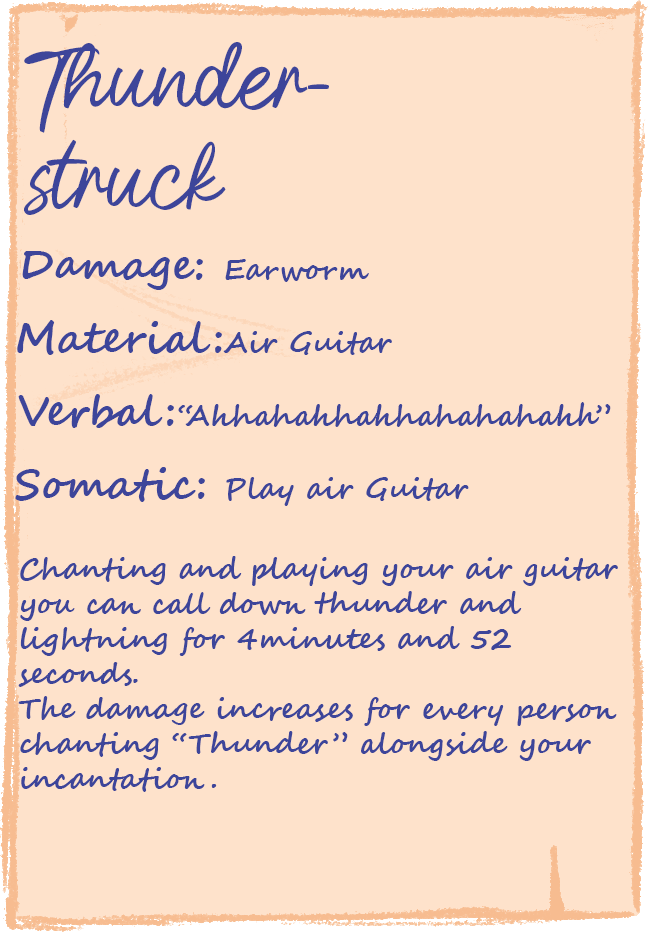 Thunder-
struck
Damage: Earworm
Material: Air Guitar
Verbal: “Ahhahahhahhahahahahh”
Somatic: Play air Guitar
Chanting and playing your air guitar
you can call down thunder and
lightning for 4minutes and 52
seconds.
The damage increases for every person
chanting “Thunder” alongside your
incantation.